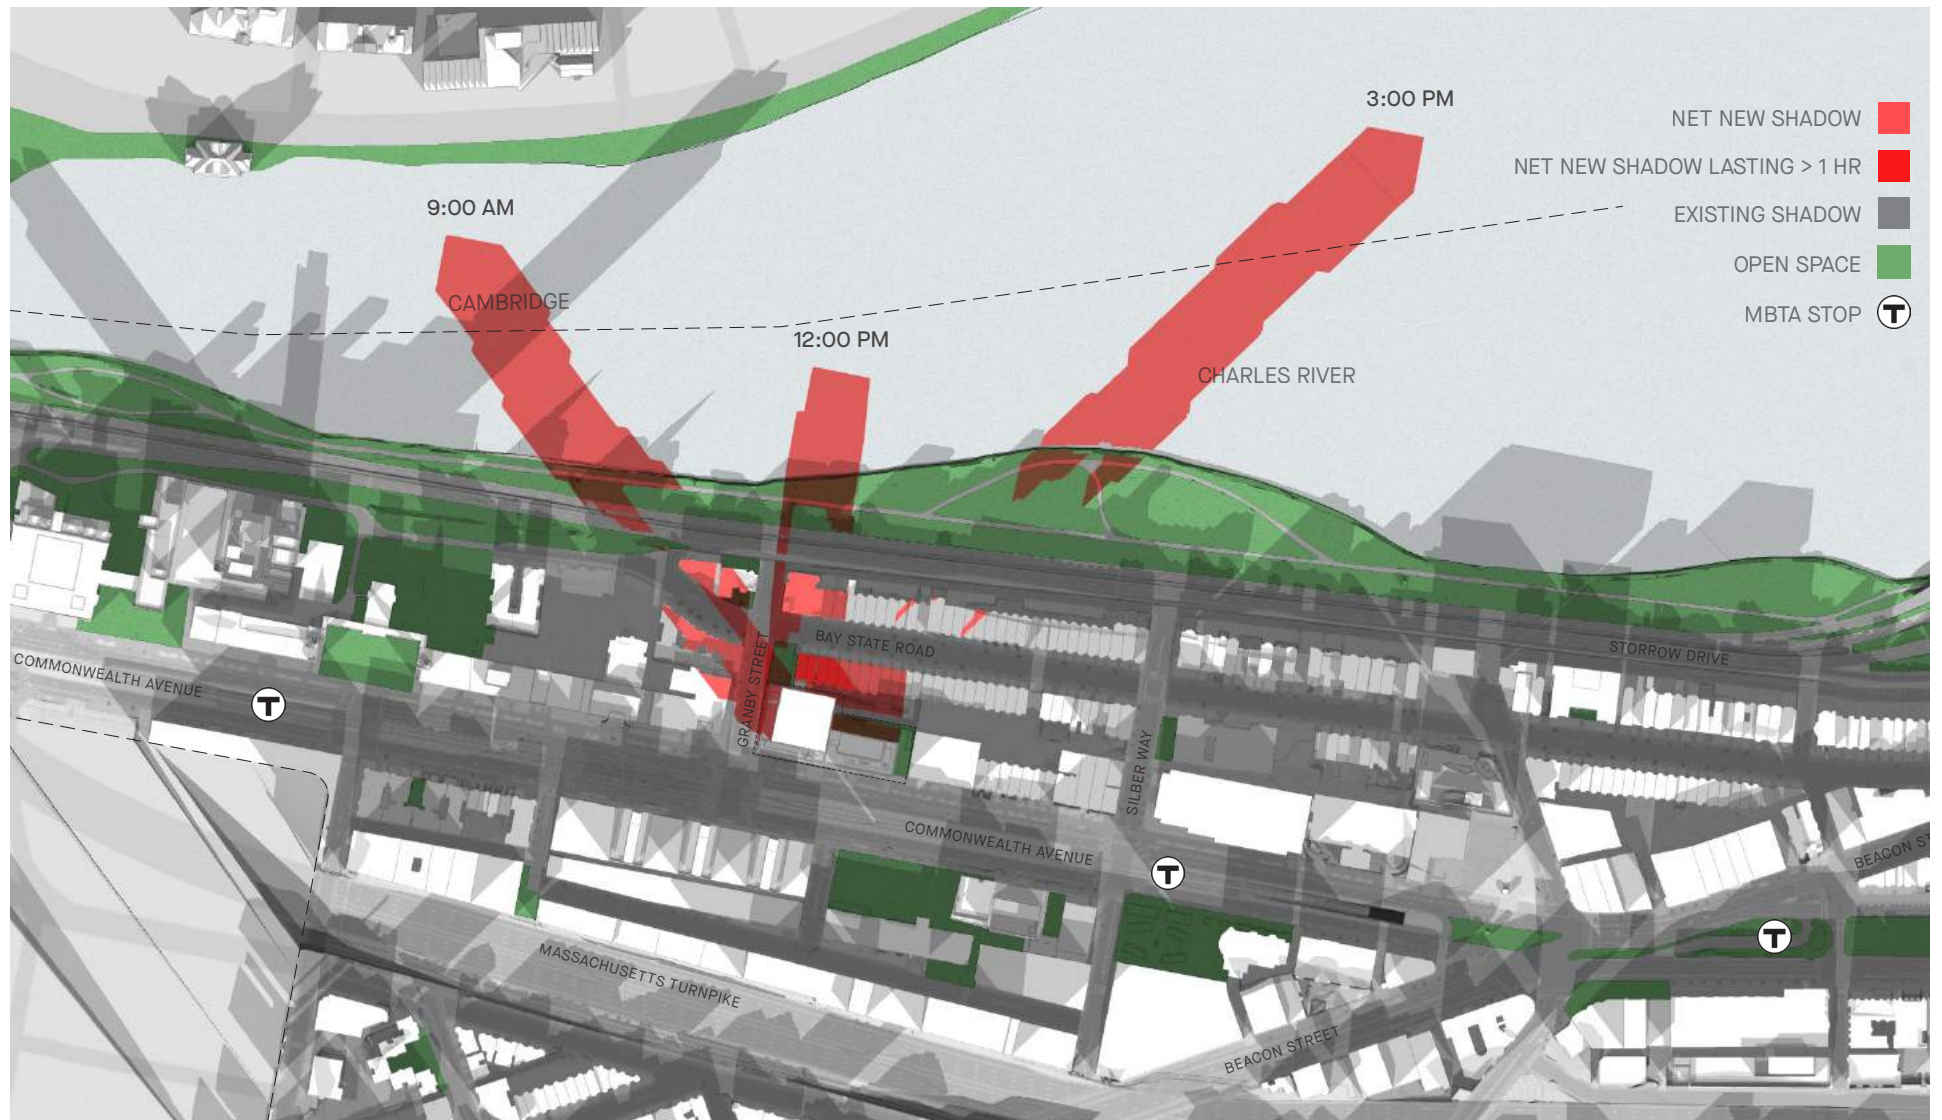 3:00 PM
NET NEW SHADOW
NET NEW SHADOW LASTING > 1 HR
EXISTING SHADOW
OPEN SPACE
MBTA STOP
T
9:00 AM
CAMBRIDGE
12:00 PM
CHARLES RIVER
BAY STATE ROAD
STORROW DRIVE
COMMONWEALTH AVENUE
T
GRANBY STREET
SILBER WAY
COMMONWEALTH AVENUE
T
BEACON ST
T
MASSACHUSETTS TURNPIKE
BEACON STREET